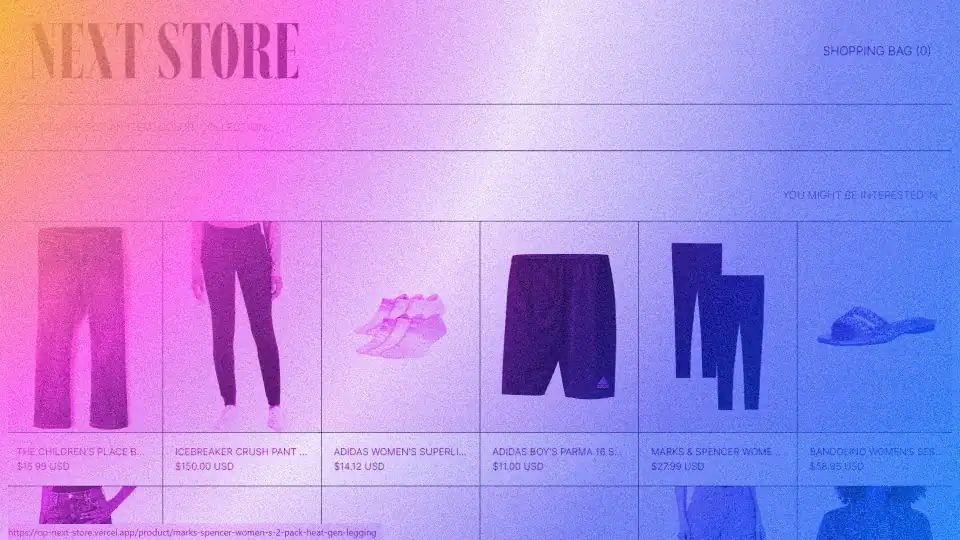 NEXT STORE
SHOPPING BAG (0)
COLLECTION
YOU MIGHT BE INTERESTED IN
THE CHILDREN'S PLACE B...
$15.99 USD
ICEBREAKER CRUSH PANT ...
$150.00 USD
ADIDAS WOMEN'S SUPERLI...
$14.12 USD
ADIDAS BOY'S PARMA 16 S...
$11.00 USD
MARKS & SPENCER WOME...
$27.99 USD
BANDOLINO WOMEN'S SES...
$58.95 USD
https://op-next-store.vercel.app/product/marks-spencer-women-s-2-pack-heat-gen-legging